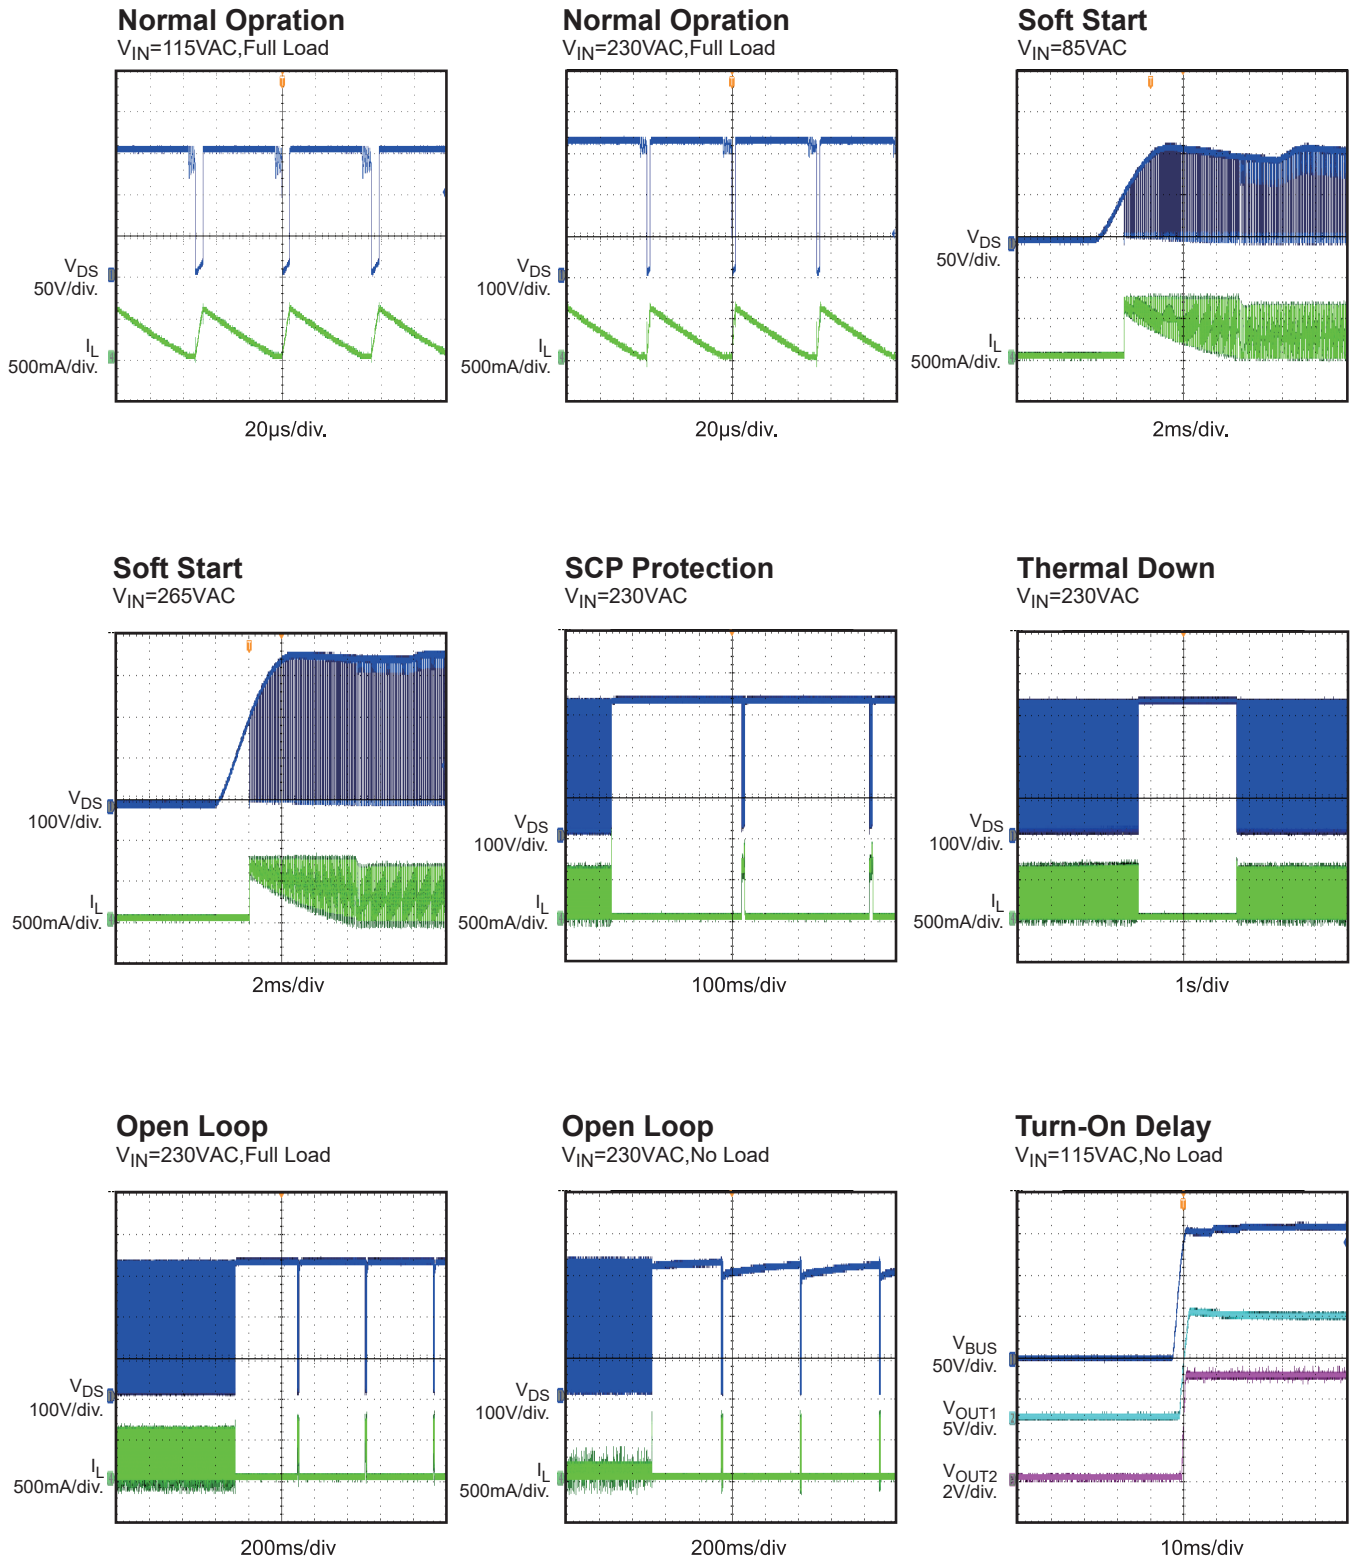 Normal Opration
VIN=115VAC,Full Load
VDS
50V/div.
IL
500mA/div.
20µs/div.
Normal Opration
VIN=230VAC,Full Load
VDS
100V/div.
IL
500mA/div.
20µs/div.
Soft Start
VIN=85VAC
VDS
50V/div.
IL
500mA/div.
2ms/div.
Soft Start
VIN=265VAC
VDS
100V/div.
IL
500mA/div.
2ms/div
SCP Protection
VIN=230VAC
VDS
100V/div.
IL
500mA/div.
100ms/div
Thermal Down
VIN=230VAC
VDS
100V/div.
IL
500mA/div.
1s/div
Open Loop
VIN=230VAC,Full Load
VDS
100V/div.
IL
500mA/div.
200ms/div
Open Loop
VIN=230VAC,No Load
VDS
100V/div.
IL
500mA/div.
200ms/div
Turn-On Delay
VIN=115VAC,No Load
VBUS
50V/div.
VOUT1
5V/div.
VOUT2
2V/div.
10ms/div